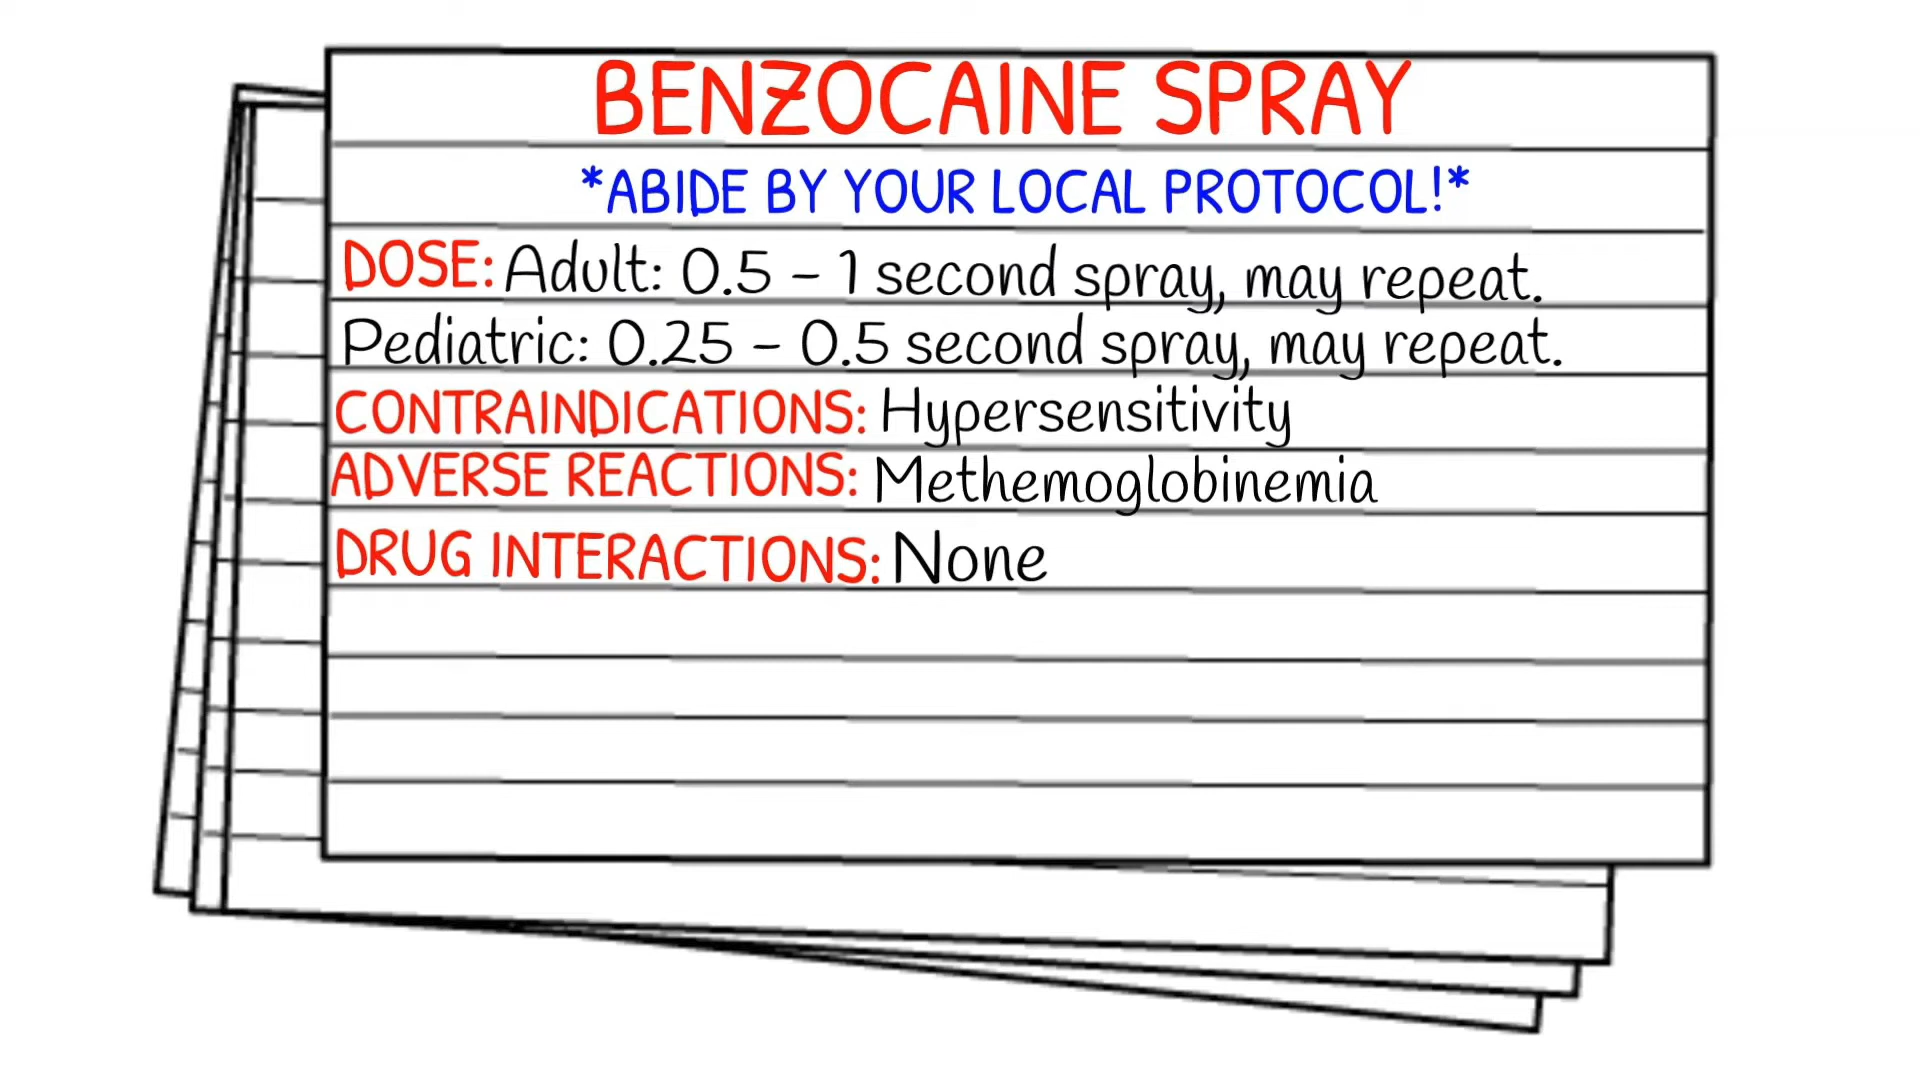 BENZOCAINE SPRAY
*ABIDE BY YOUR LOCAL PROTOCOL!*
DOSE: Adult: 0.5 - 1 second spray, may repeat.
Pediatric: 0.25 - 0.5 second spray, may repeat.
CONTRAINDICATIONS: Hypersensitivity
ADVERSE REACTIONS: Methemoglobinemia
DRUG INTERACTIONS: None